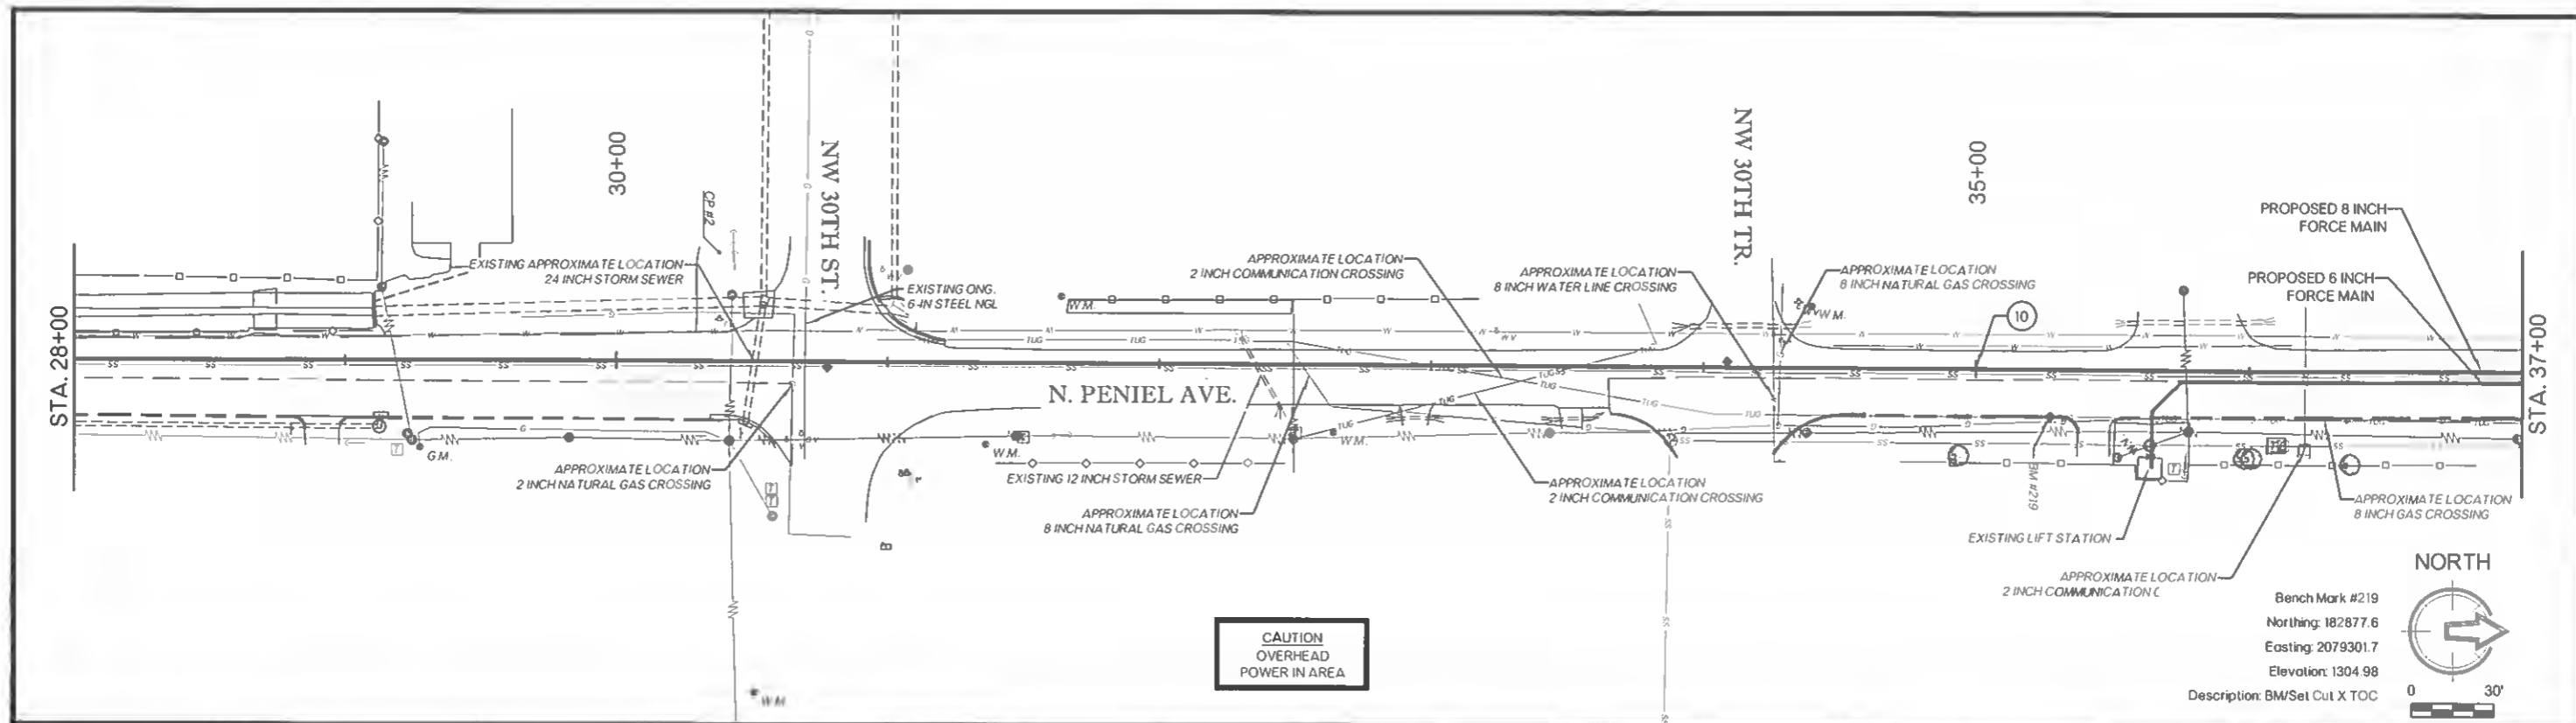 STA. 28+00
30+00
CP #2
NW 30TH ST.
EXISTING APPROXIMATE LOCATION
24 INCH STORM SEWER
EXISTING ONG.
6-IN STEEL NGL
W.M.
APPROXIMATE LOCATION
2 INCH COMMUNICATION CROSSING
APPROXIMATE LOCATION
8 INCH WATER LINE CROSSING
NW 30TH TR.
APPROXIMATE LOCATION
8 INCH NATURAL GAS CROSSING
W.M.
35+00
10
PROPOSED 8 INCH
FORCE MAIN
PROPOSED 6 INCH
FORCE MAIN
STA. 37+00
N. PENIEL AVE.
G.M.
APPROXIMATE LOCATION
2 INCH NATURAL GAS CROSSING
W.M.
EXISTING 12 INCH STORM SEWER
APPROXIMATE LOCATION
8 INCH NATURAL GAS CROSSING
W.M.
APPROXIMATE LOCATION
2 INCH COMMUNICATION CROSSING
BM #219
EXISTING LIFT STATION
APPROXIMATE LOCATION
8 INCH GAS CROSSING
APPROXIMATE LOCATION
2 INCH COMMUNICATION C
W.M.
CAUTION
OVERHEAD
POWER IN AREA
NORTH
Bench Mark #219
Northing: 182877.6
Easting: 2079301.7
Elevation: 1304.98
Description: BM/Set Cut X TOC
0 30'